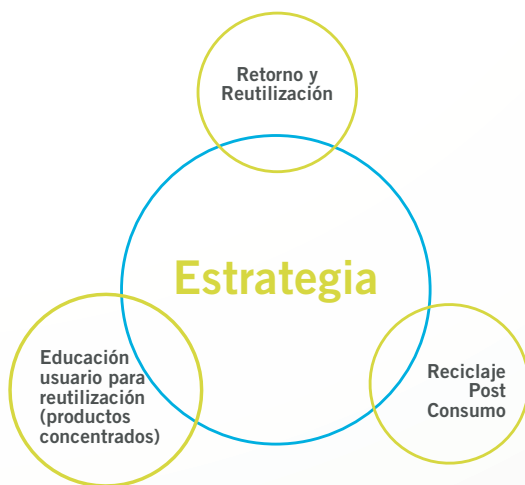 Retorno y
Reutilización
Estrategia
Educación
usuario para
reutilización
(productos
concentrados)
Reciclaje
Post
Consumo